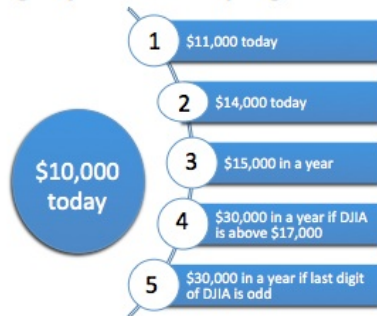 $10,000
today
1
$11,000 today
2
$14,000 today
3
$15,000 in a year
4
$30,000 in a year if DJIA
is above $17,000
5
$30,000 in a year if last digit
of DJIA is odd